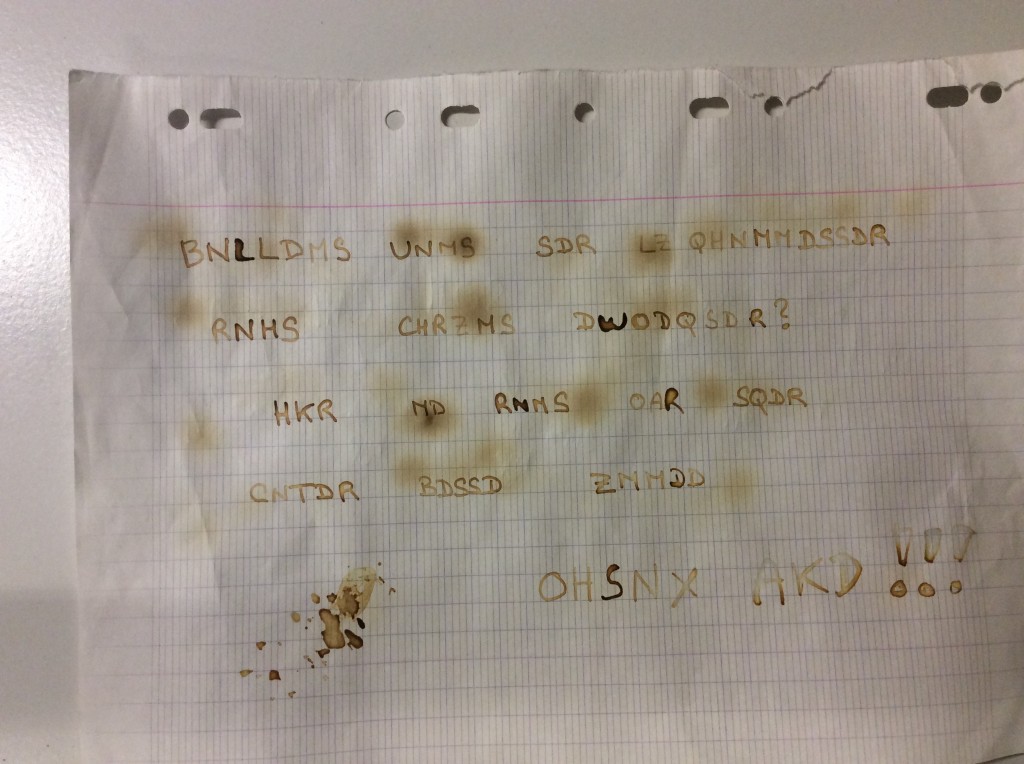 BNLLDMS UNMS SDR LZ QHNMMDSSDR
RNHS CHRZMS DWODQSDR?
HKR MD RNMS OAR SQDR
CNTDR BDSSD ZMMDD
OHSNX AKD !!!